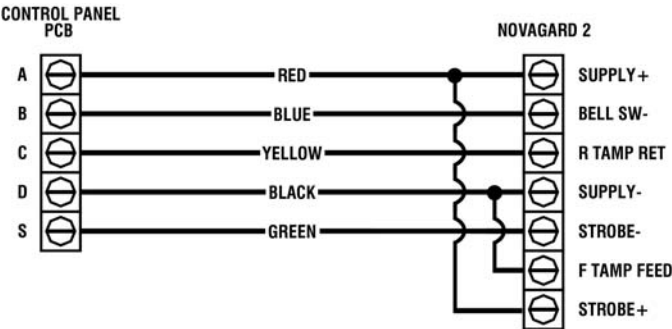 CONTROL PANEL
PCB
NOVAGARD 2
A RED SUPPLY+
B BLUE BELL SW-
C YELLOW R TAMP RET
D BLACK SUPPLY-
S GREEN STROBE-
F TAMP FEED
STROBE+